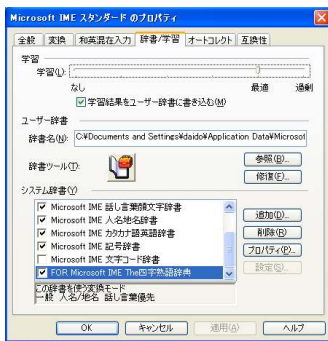 Microsoft IME スタンダード のプロパティ
全般 変換 和英混在入力 辞書/学習 オートコレクト 互換性
学習
学習(L):
なし 最適 過剰
学習結果をユーザー辞書に書き込む(M)
ユーザー辞書
辞書名(N): C:¥Documents and Settings¥daido¥Application Data¥Microsof
参照(B)...
辞書ツール(T):
修復(E)...
システム辞書(Y)
Microsoft IME 話し言葉顔文字辞書
Microsoft IME 人名地名辞書
追加(D)...
Microsoft IME カタカナ語英語辞書
削除(R)
Microsoft IME 記号辞書
プロパティ(P)...
Microsoft IME 文字コード辞書
設定(S)...
FOR Microsoft IME The四字熟語辞典
この辞書を使う変換モード
一般 人名/地名 話し言葉優先
OK キャンセル 適用(A) ヘルプ